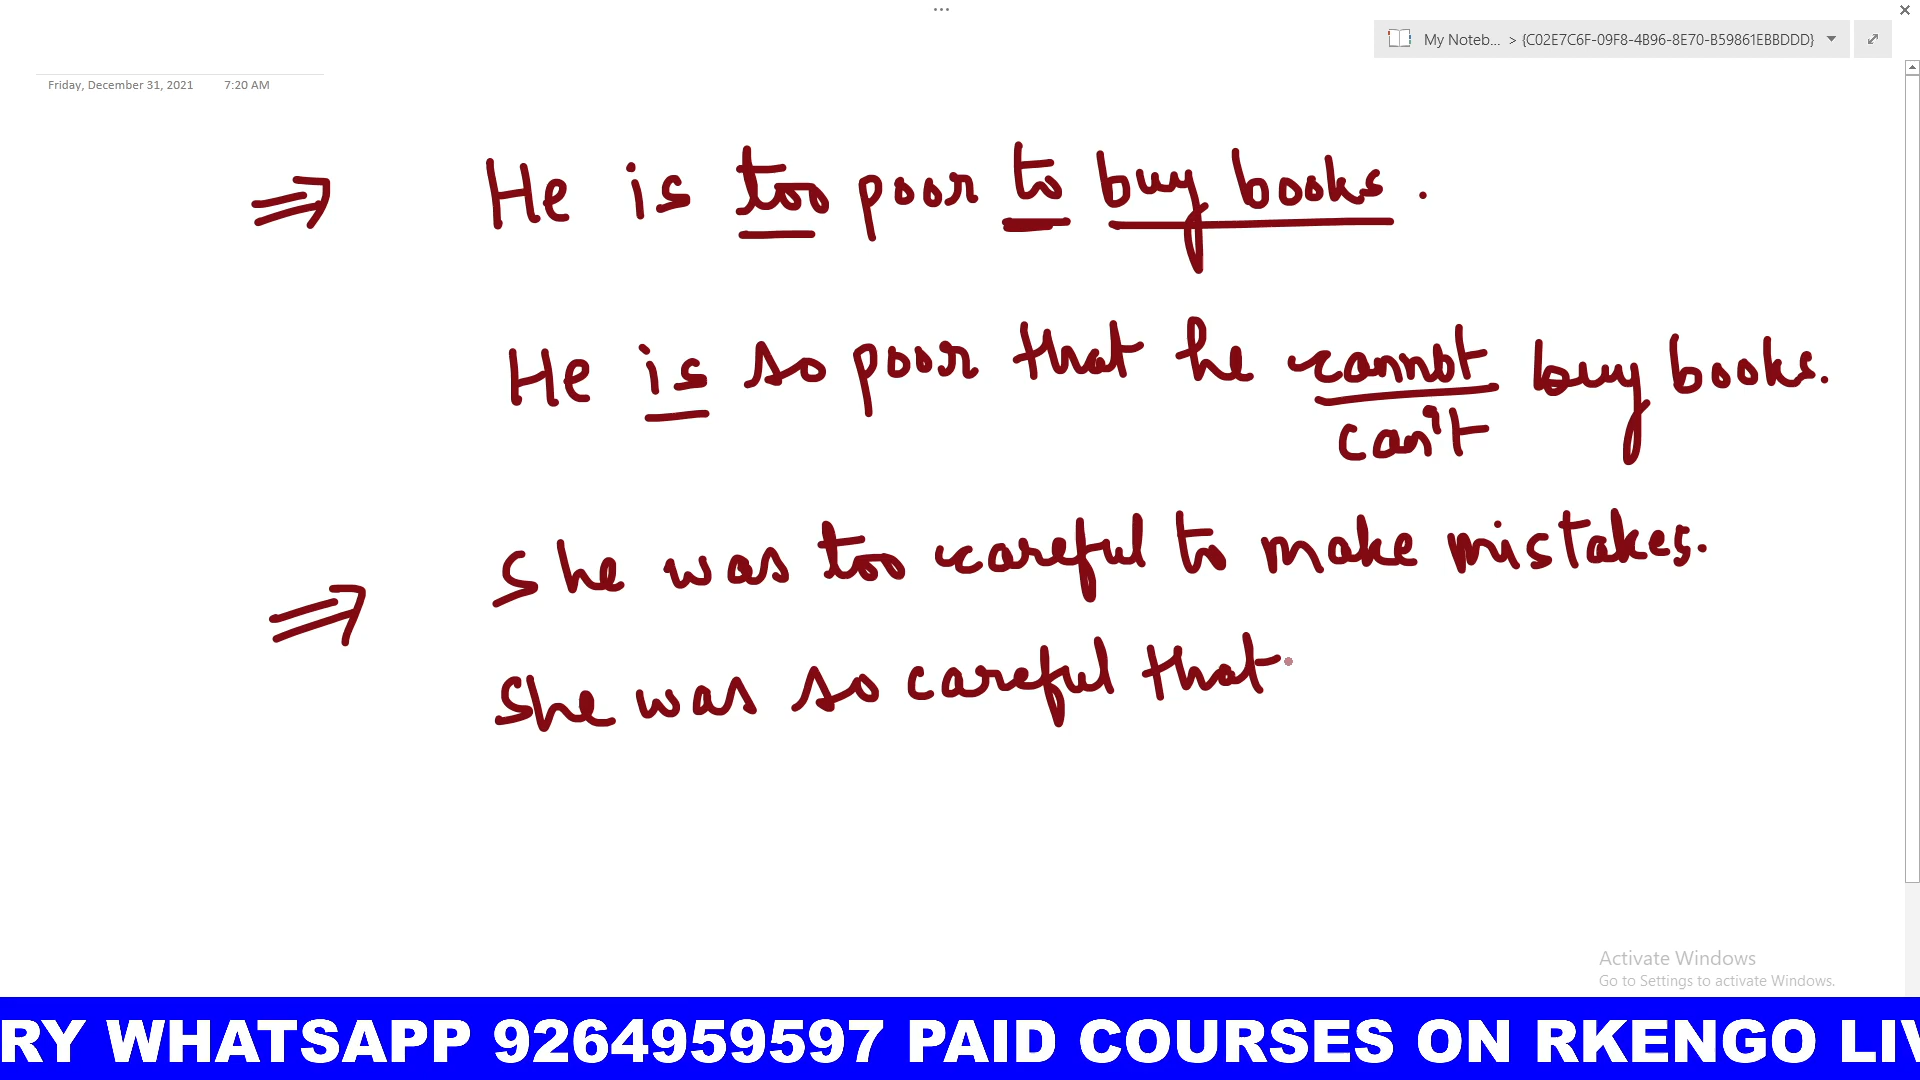 ...
My Noteb... > {C02E7C6F-09F8-4B96-8E70-B59861EBBDDD}
Friday, December 31, 2021 7:20 AM
⇒ He is too poor to buy books.
He is so poor that he cannot buy books.
can't
She was too careful to make mistakes.
⇒
She was so careful that
Activate Windows
Go to Settings to activate Windows.
RY WHATSAPP 9264959597 PAID COURSES ON RKENGO LIV